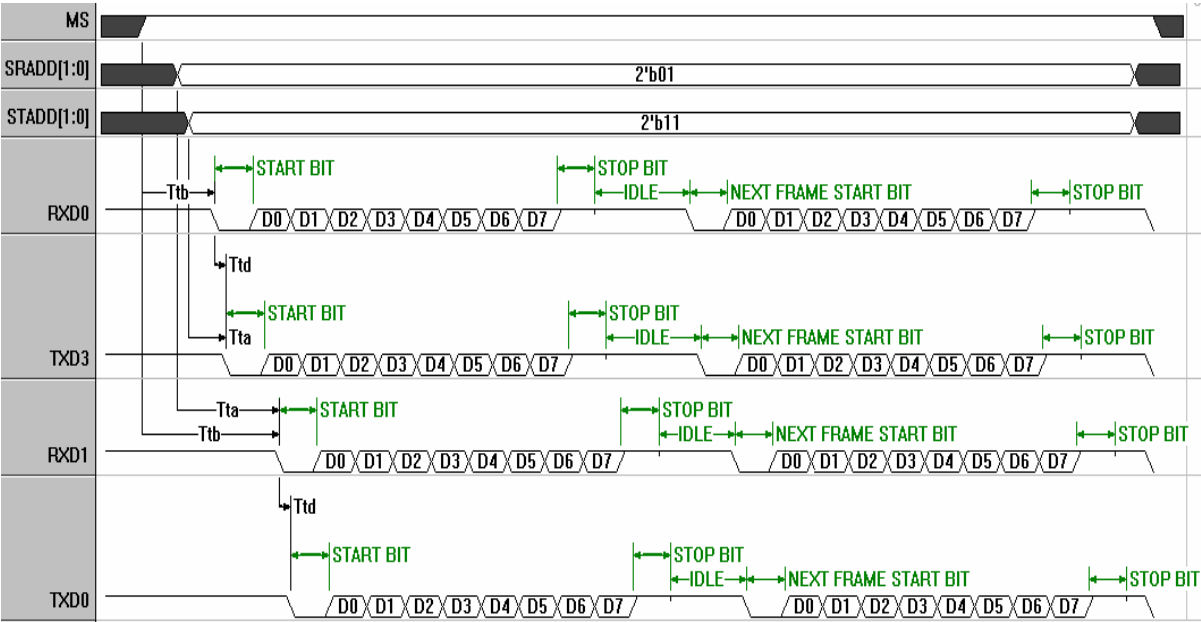 MS
SRADD[1:0] 2'b01
STADD[1:0] 2'b11
START BIT STOP BIT
Ttb IDLE NEXT FRAME START BIT STOP BIT
RXD0 D0 D1 D2 D3 D4 D5 D6 D7 D0 D1 D2 D3 D4 D5 D6 D7
Ttd
START BIT STOP BIT
Tta IDLE NEXT FRAME START BIT STOP BIT
TXD3 D0 D1 D2 D3 D4 D5 D6 D7 D0 D1 D2 D3 D4 D5 D6 D7
Tta START BIT STOP BIT
Ttb IDLE NEXT FRAME START BIT STOP BIT
RXD1 D0 D1 D2 D3 D4 D5 D6 D7 D0 D1 D2 D3 D4 D5 D6 D7
Ttd
START BIT STOP BIT
IDLE NEXT FRAME START BIT STOP BIT
TXD0 D0 D1 D2 D3 D4 D5 D6 D7 D0 D1 D2 D3 D4 D5 D6 D7